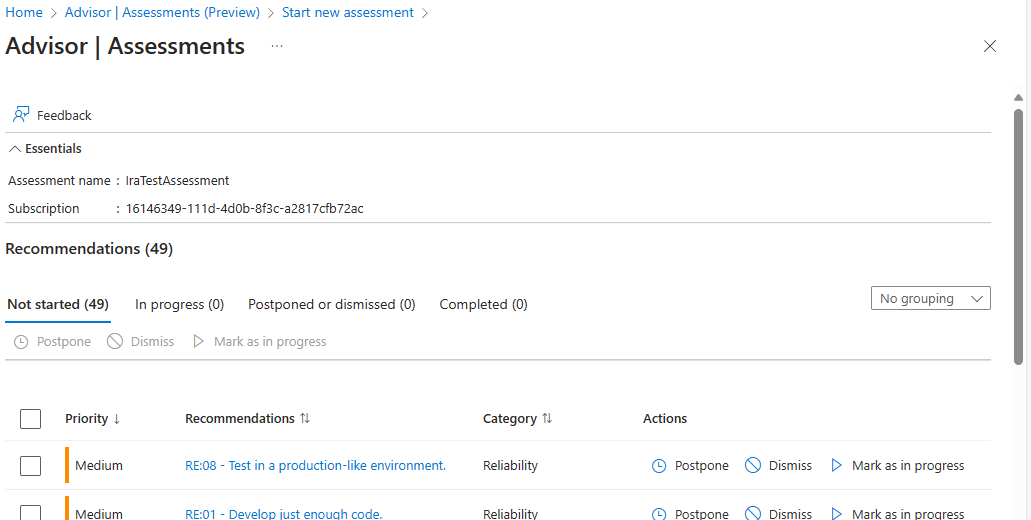 Home > Advisor | Assessments (Preview) > Start new assessment >
Advisor | Assessments ...
Feedback
Essentials
Assessment name : IraTestAssessment
Subscription : 16146349-111d-4d0b-8f3c-a2817cfb72ac
Recommendations (49)
Not started (49) In progress (0) Postponed or dismissed (0) Completed (0) No grouping
Postpone Dismiss Mark as in progress
Priority ↓ Recommendations ↑↓ Category ↑↓ Actions
Medium RE:08 - Test in a production-like environment. Reliability Postpone Dismiss Mark as in progress
Medium RE:01 - Develop just enough code. Reliability Postpone Dismiss Mark as in progress